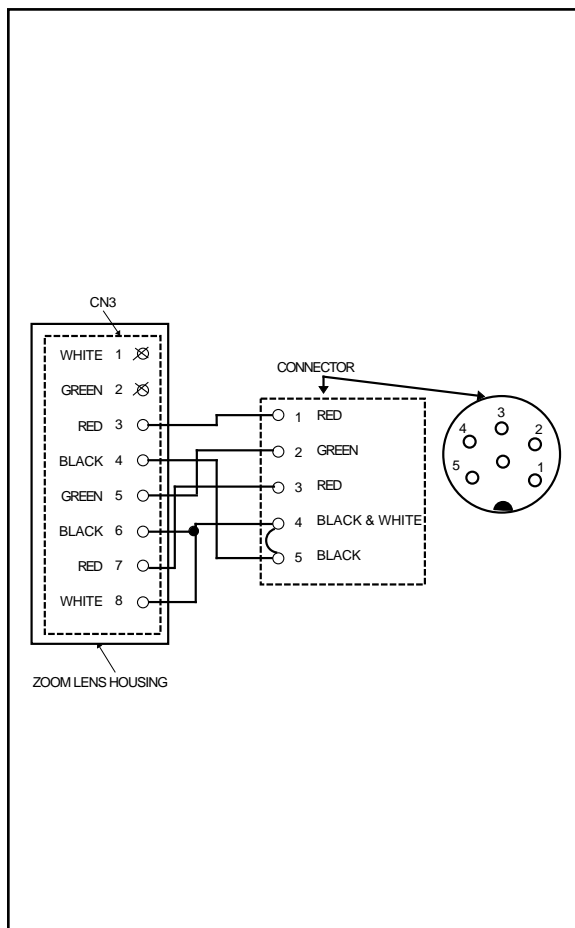 CN3
WHITE 1
GREEN 2
RED 3
BLACK 4
GREEN 5
BLACK 6
RED 7
WHITE 8
ZOOM LENS HOUSING
CONNECTOR
1 RED
2 GREEN
3 RED
4 BLACK & WHITE
5 BLACK
3
4
2
5
1